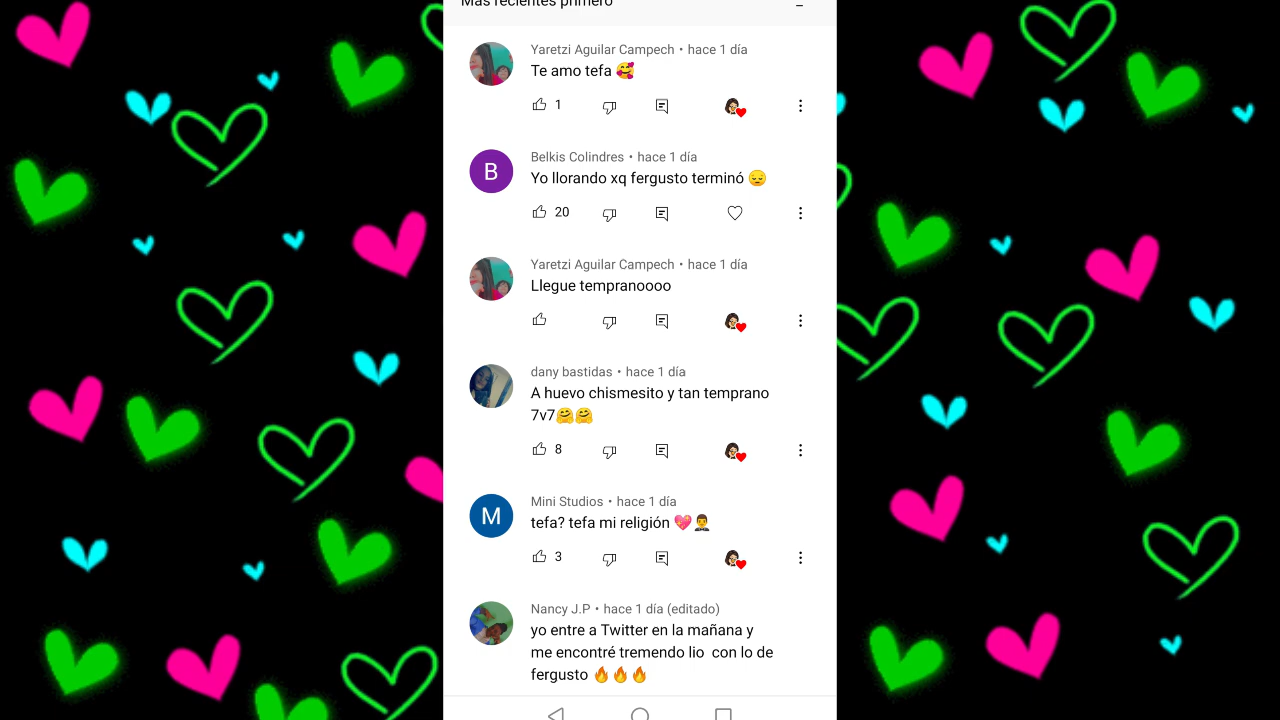 Más recientes primero
Yaretzi Aguilar Campech • hace 1 día
Te amo tefa 🥰
1
B
Belkis Colindres • hace 1 día
Yo llorando xq fergusto terminó 😔
20
Yaretzi Aguilar Campech • hace 1 día
Llegue tempranoooo
dany bastidas • hace 1 día
A huevo chismesito y tan temprano
7v7🤗🤗
8
M
Mini Studios • hace 1 día
tefa? tefa mi religión 💖🤵‍♂️
3
Nancy J.P • hace 1 día (editado)
yo entre a Twitter en la mañana y
me encontré tremendo lio  con lo de
fergusto 🔥🔥🔥